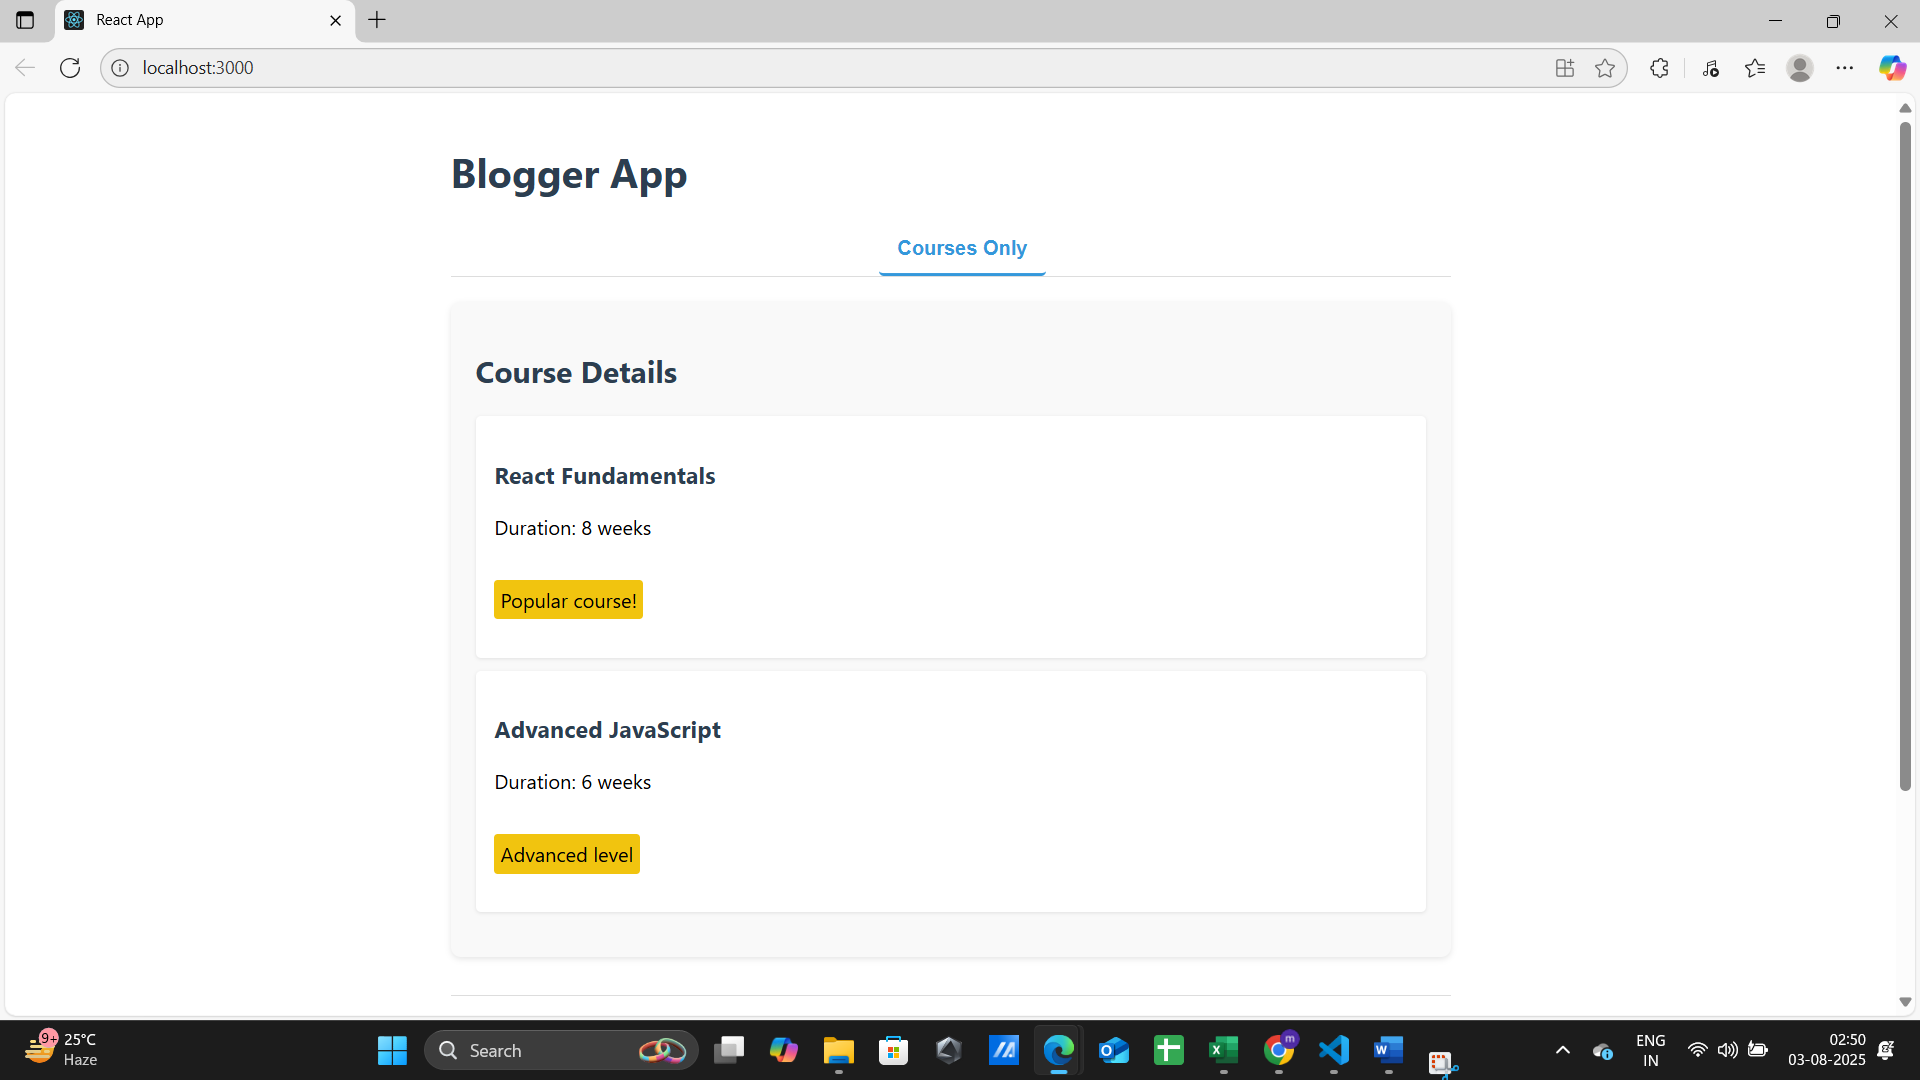 React App
localhost:3000
Blogger App
Courses Only
Course Details
React Fundamentals
Duration: 8 weeks
Popular course!
Advanced JavaScript
Duration: 6 weeks
Advanced level
9+
25°C
Haze
Search
m
ENG
IN
02:50
03-08-2025